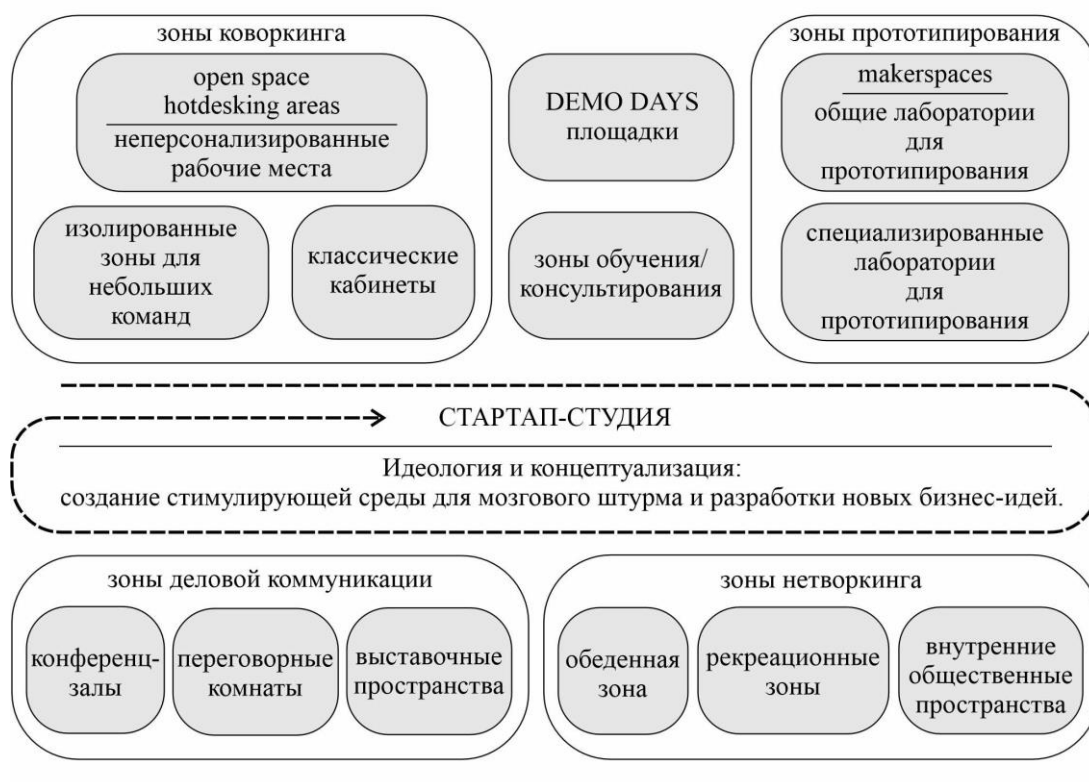 зоны коворкинга
open space
hotdesking areas
неперсонализированные
рабочие места
изолированные
зоны для
небольших
команд
классические
кабинеты
DEMO DAYS
площадки
зоны обучения/
консультирования
зоны прототипирования
makerspaces
общие лаборатории
для
прототипирования
специализированные
лаборатории
для
прототипирования
СТАРТАП-СТУДИЯ
Идеология и концептуализация:
создание стимулирующей среды для мозгового штурма и разработки новых бизнес-идей.
зоны деловой коммуникации
конференц-
залы
переговорные
комнаты
выставочные
пространства
зоны нетворкинга
обеденная
зона
рекреационные
зоны
внутренние
общественные
пространства